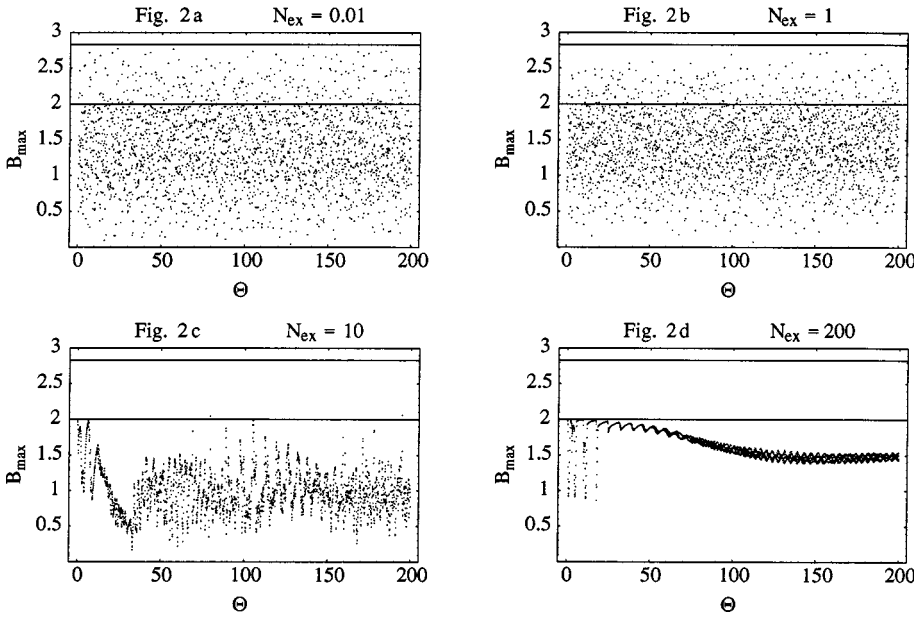 Fig. 2a N_ex = 0.01
3
2.5
2
1.5
1
0.5
B_max
0 50 100 150 200
Θ
Fig. 2b N_ex = 1
3
2.5
2
1.5
1
0.5
B_max
0 50 100 150 200
Θ
Fig. 2c N_ex = 10
3
2.5
2
1.5
1
0.5
B_max
0 50 100 150 200
Θ
Fig. 2d N_ex = 200
3
2.5
2
1.5
1
0.5
B_max
0 50 100 150 200
Θ